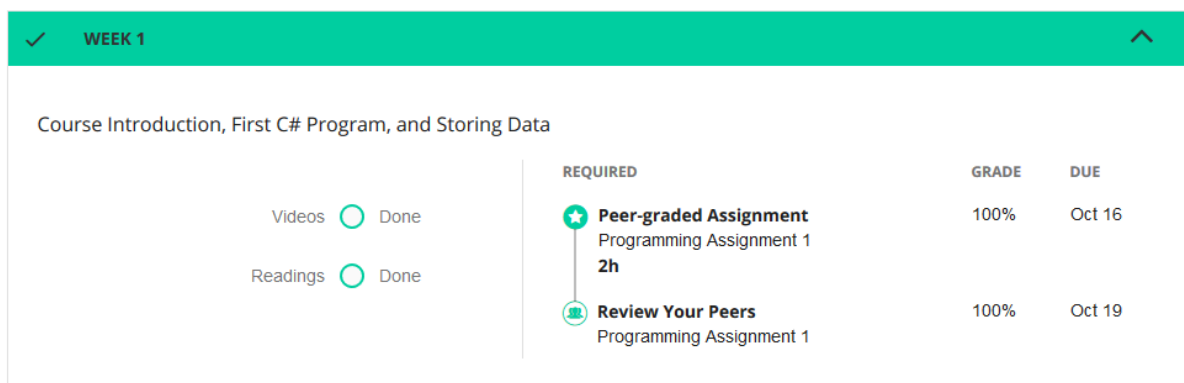 WEEK 1
Course Introduction, First C# Program, and Storing Data
Videos Done
Readings Done
REQUIRED GRADE DUE
Peer-graded Assignment 100% Oct 16
Programming Assignment 1
2h
Review Your Peers 100% Oct 19
Programming Assignment 1